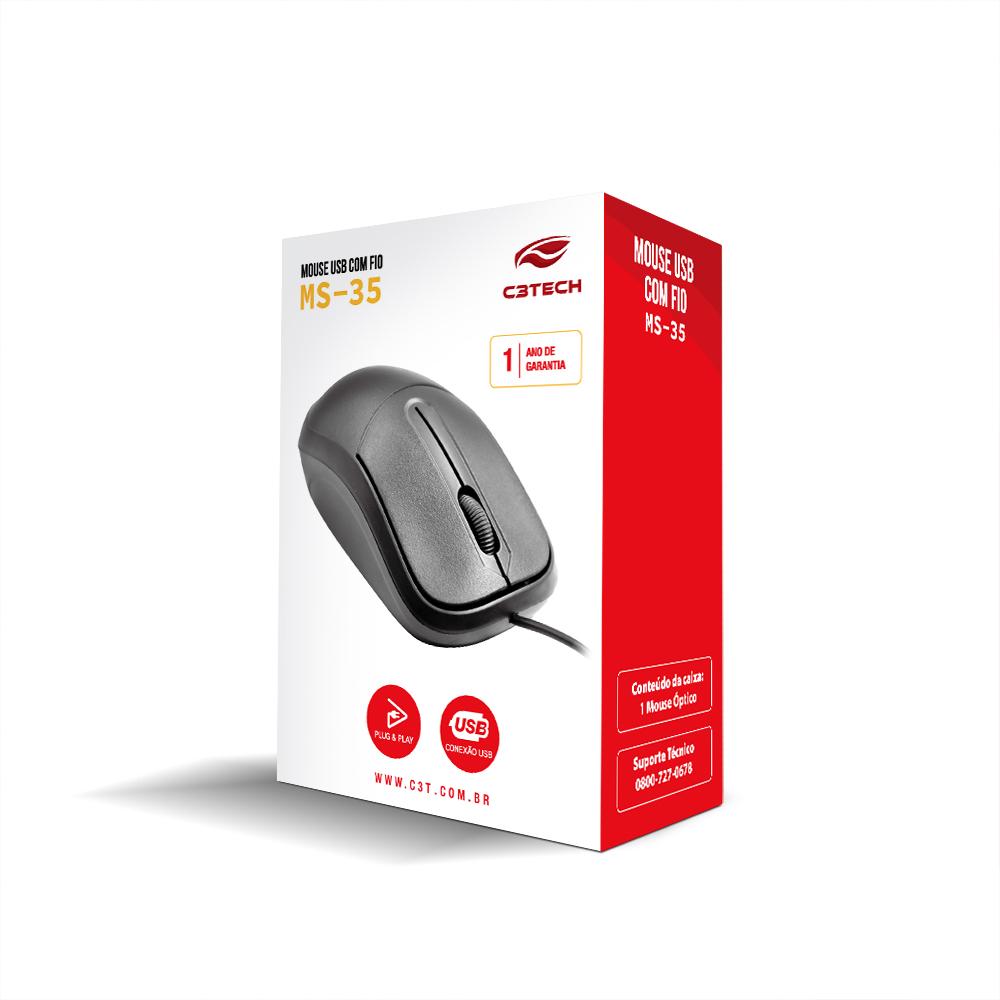 MOUSE USB COM FIO
MS-35
C3TECH
1
ANO DE
GARANTIA
PLUG & PLAY
USB
CONEXÃO USB
WWW.C3T.COM.BR
MOUSE USB
COM FIO
MS-35
Conteúdo da caixa:
1 Mouse Óptico
Suporte Técnico
0800-727-0678